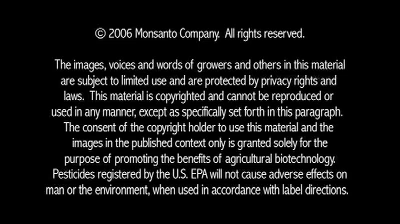 © 2006 Monsanto Company. All rights reserved.
The images, voices and words of growers and others in this material
are subject to limited use and are protected by privacy rights and
laws. This material is copyrighted and cannot be reproduced or
used in any manner, except as specifically set forth in this paragraph.
The consent of the copyright holder to use this material and the
images in the published context only is granted solely for the
purpose of promoting the benefits of agricultural biotechnology.
Pesticides registered by the U.S. EPA will not cause adverse effects on
man or the environment, when used in accordance with label directions.